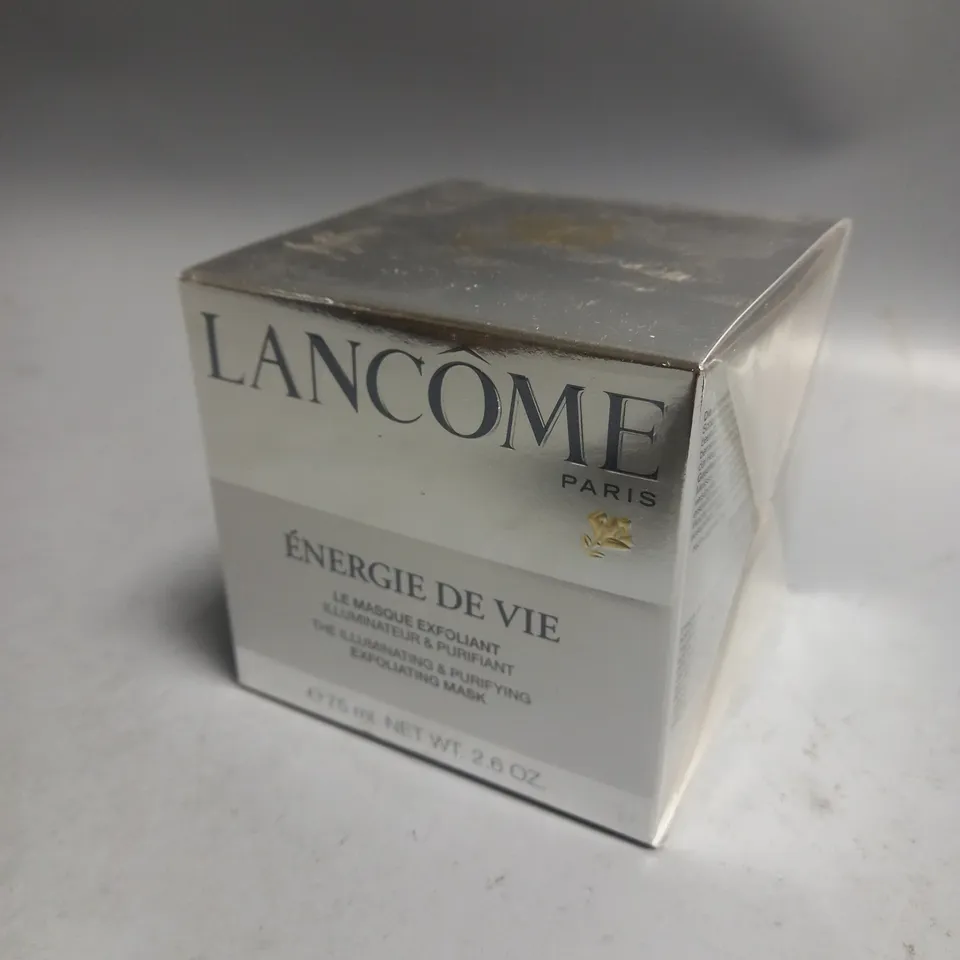 LANCÔME
PARIS
ÉNERGIE DE VIE
LE MASQUE EXFOLIANT
ILLUMINATEUR & PURIFIANT
THE ILLUMINATING & PURIFYING
EXFOLIATING MASK
℮ 75 ml NET WT. 2.6 OZ.